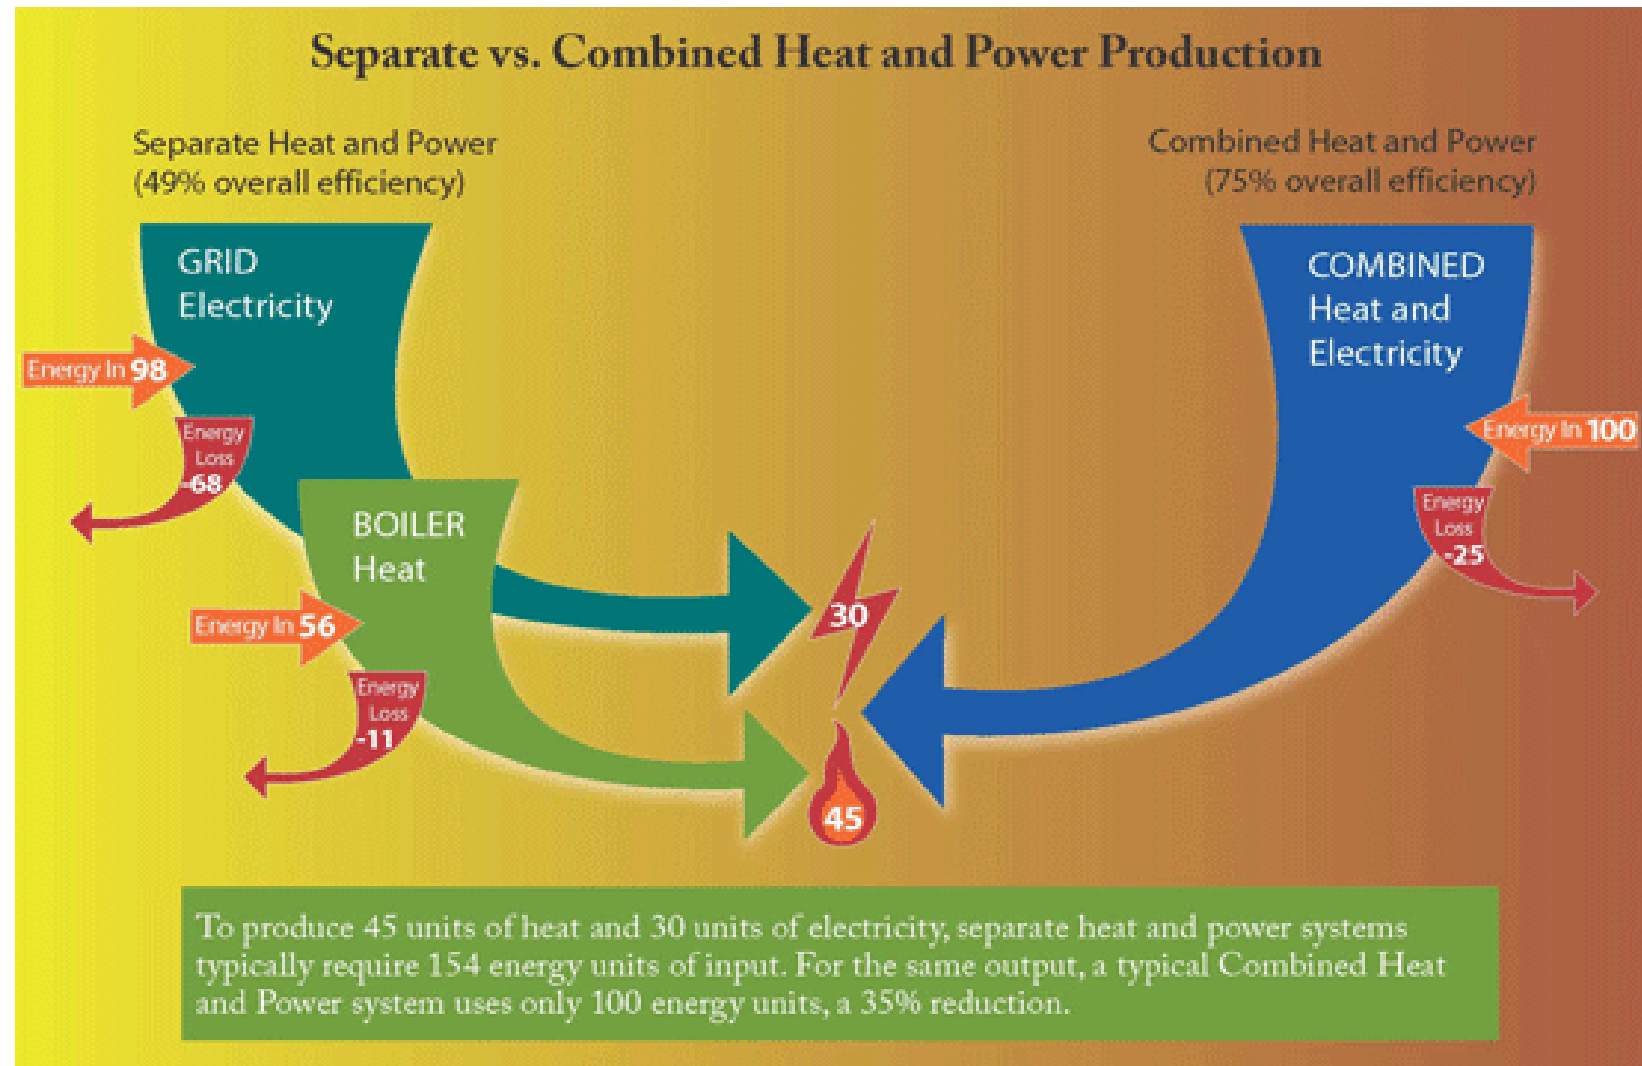 Separate vs. Combined Heat and Power Production
Separate Heat and Power
(49% overall efficiency)
Combined Heat and Power
(75% overall efficiency)
GRID
Electricity
COMBINED
Heat and
Electricity
Energy In 98
Energy
Loss
-68
Energy In 100
Energy
Loss
-25
BOILER
Heat
Energy In 56
Energy
Loss
-11
30
45
To produce 45 units of heat and 30 units of electricity, separate heat and power systems
typically require 154 energy units of input. For the same output, a typical Combined Heat
and Power system uses only 100 energy units, a 35% reduction.